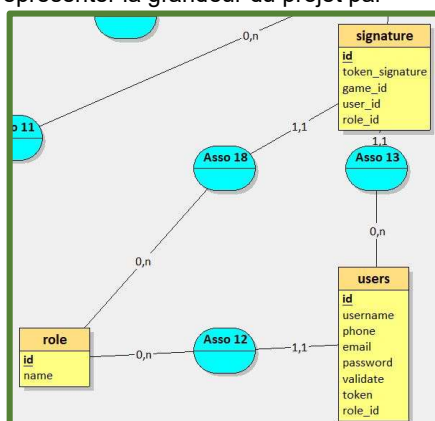 signature
id
token_signature
game_id
user_id
role_id
0,n
o 11
1,1
Asso 18
1,1
Asso 13
0,n
0,n
users
id
username
phone
email
password
validate
token
role_id
role
id
name
0,n
Asso 12
1,1